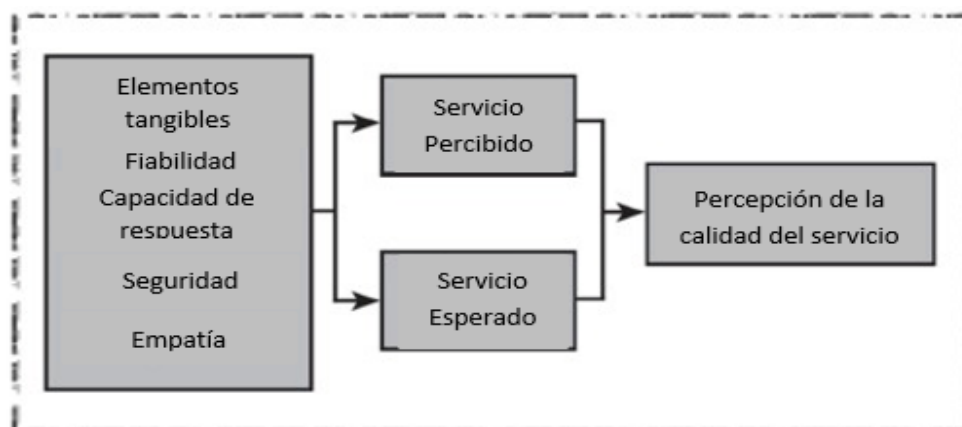 Elementos
tangibles
Fiabilidad
Capacidad de
respuesta
Seguridad
Empatía
Servicio
Percibido
Servicio
Esperado
Percepción de la
calidad del servicio